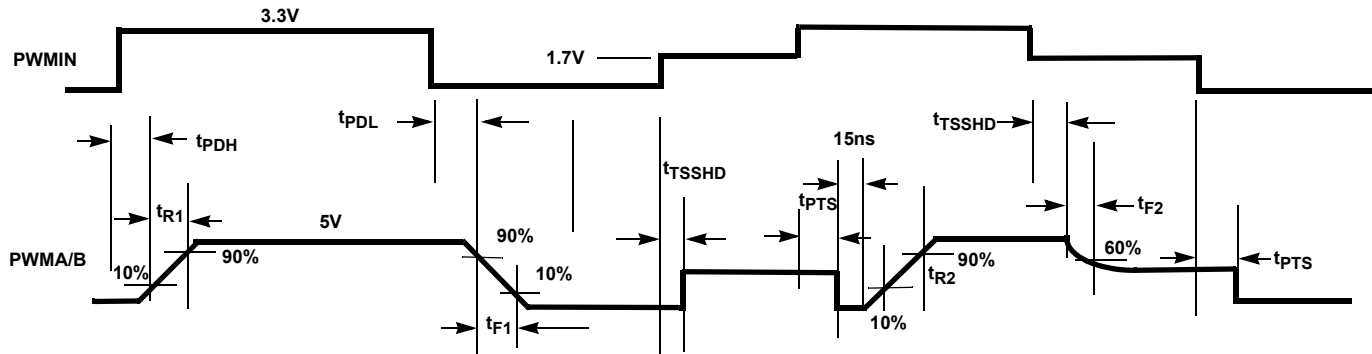 3.3V
PWMIN
1.7V
tPDL
tTSSHD
tPDH
15ns
tTSSHD
tR1
tPTS
tF2
5V
90%
60%
PWMA/B
10%
90%
10%
tR2
90%
tPTS
tF1
10%